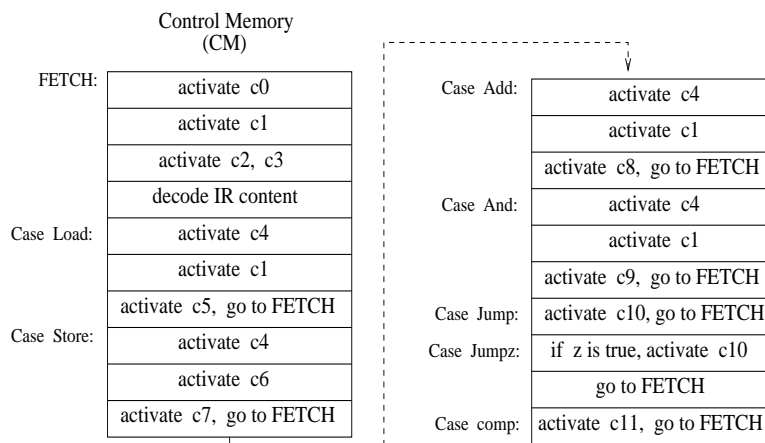 Control Memory
(CM)
FETCH: activate c0
activate c1
activate c2, c3
decode IR content
Case Load: activate c4
activate c1
activate c5, go to FETCH
Case Store: activate c4
activate c6
activate c7, go to FETCH
Case Add: activate c4
activate c1
activate c8, go to FETCH
Case And: activate c4
activate c1
activate c9, go to FETCH
Case Jump: activate c10, go to FETCH
Case Jumpz: if z is true, activate c10
go to FETCH
Case comp: activate c11, go to FETCH